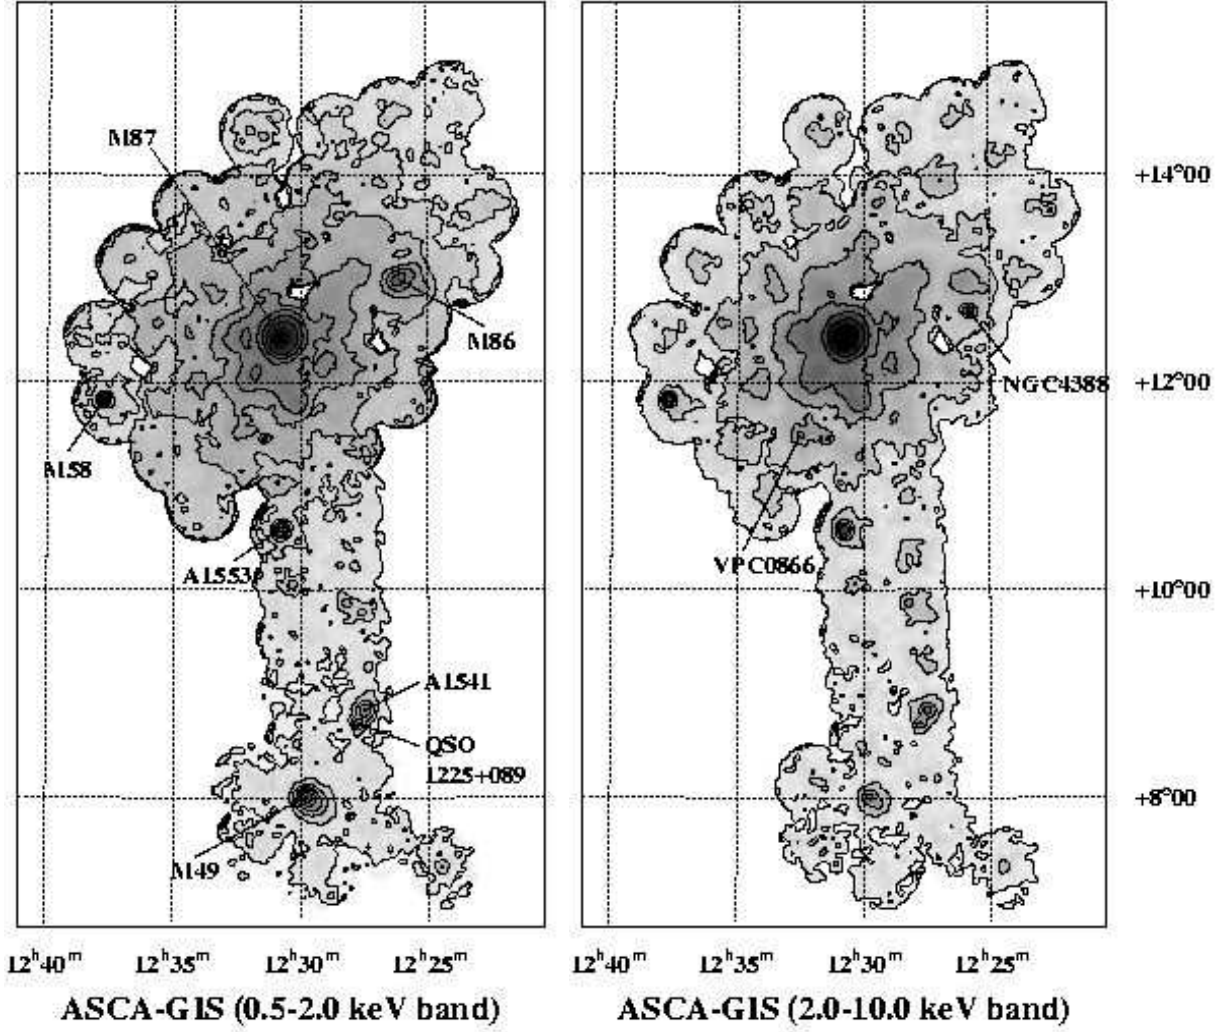 M87
M86
M58
A1553
A1541
QSO
1225+089
M49
NGC4388
VPC0866
+14°00
+12°00
+10°00
+8°00
12h40m 12h35m 12h30m 12h25m 12h40m 12h35m 12h30m 12h25m
ASCA-GIS (0.5-2.0 keV band) ASCA-GIS (2.0-10.0 keV band)